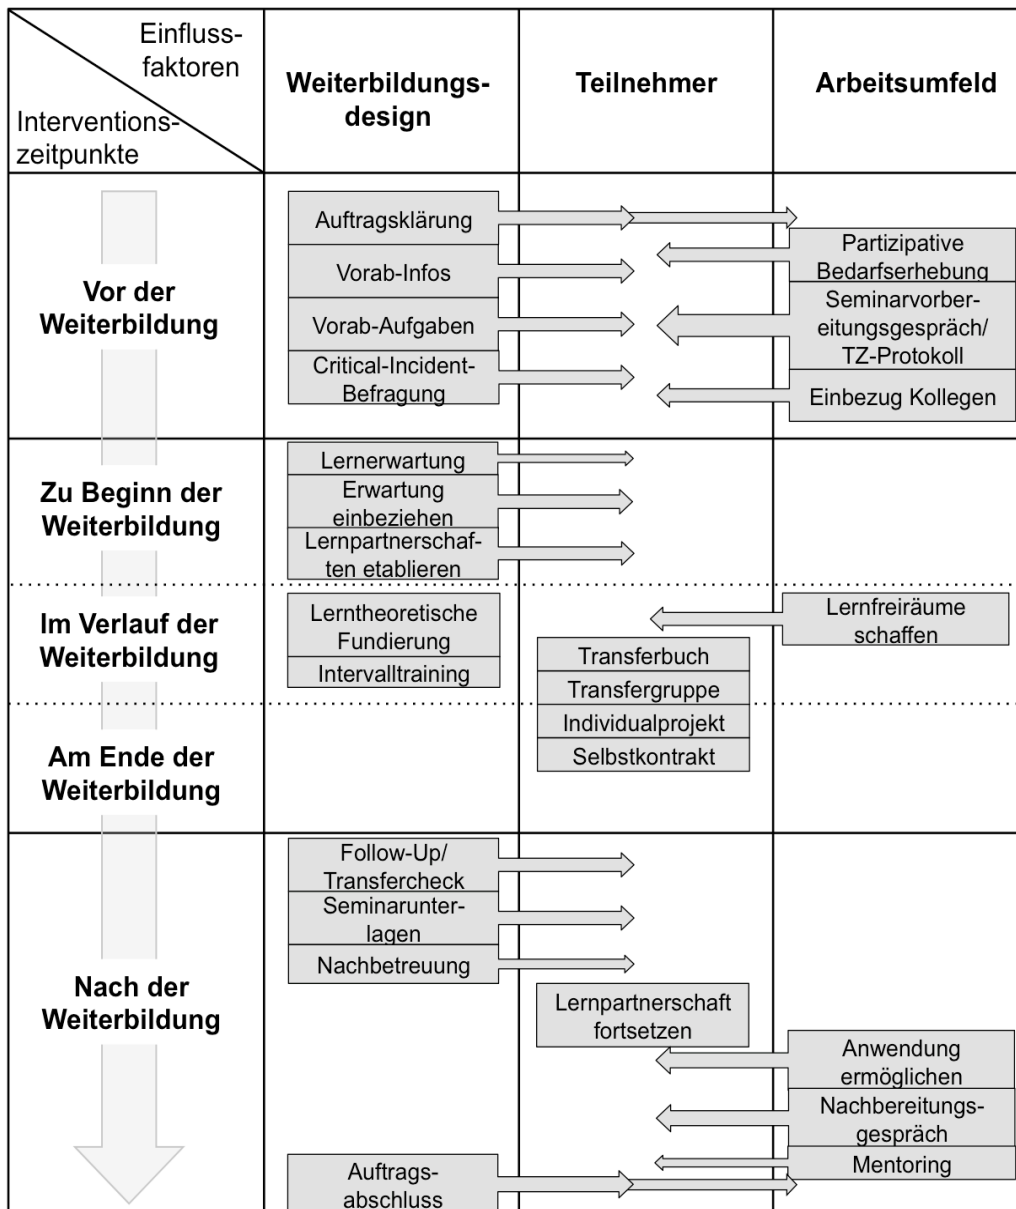 Einfluss-
faktoren
Interventions-
zeitpunkte
Weiterbildungs-
design
Teilnehmer
Arbeitsumfeld
Vor der
Weiterbildung
Auftragsklärung
Vorab-Infos
Vorab-Aufgaben
Critical-Incident-
Befragung
Partizipative
Bedarfserhebung
Seminarvorber-
eitungsgespräch/
TZ-Protokoll
Einbezug Kollegen
Zu Beginn der
Weiterbildung
Lernerwartung
Erwartung
einbeziehen
Lernpartnerschaf-
ten etablieren
Im Verlauf der
Weiterbildung
Lerntheoretische
Fundierung
Intervalltraining
Transferbuch
Transfergruppe
Individualprojekt
Selbstkontrakt
Lernfreiräume
schaffen
Am Ende der
Weiterbildung
Nach der
Weiterbildung
Follow-Up/
Transfercheck
Seminarunter-
lagen
Nachbetreuung
Lernpartnerschaft
fortsetzen
Anwendung
ermöglichen
Nachbereitungs-
gespräch
Mentoring
Auftrags-
abschluss